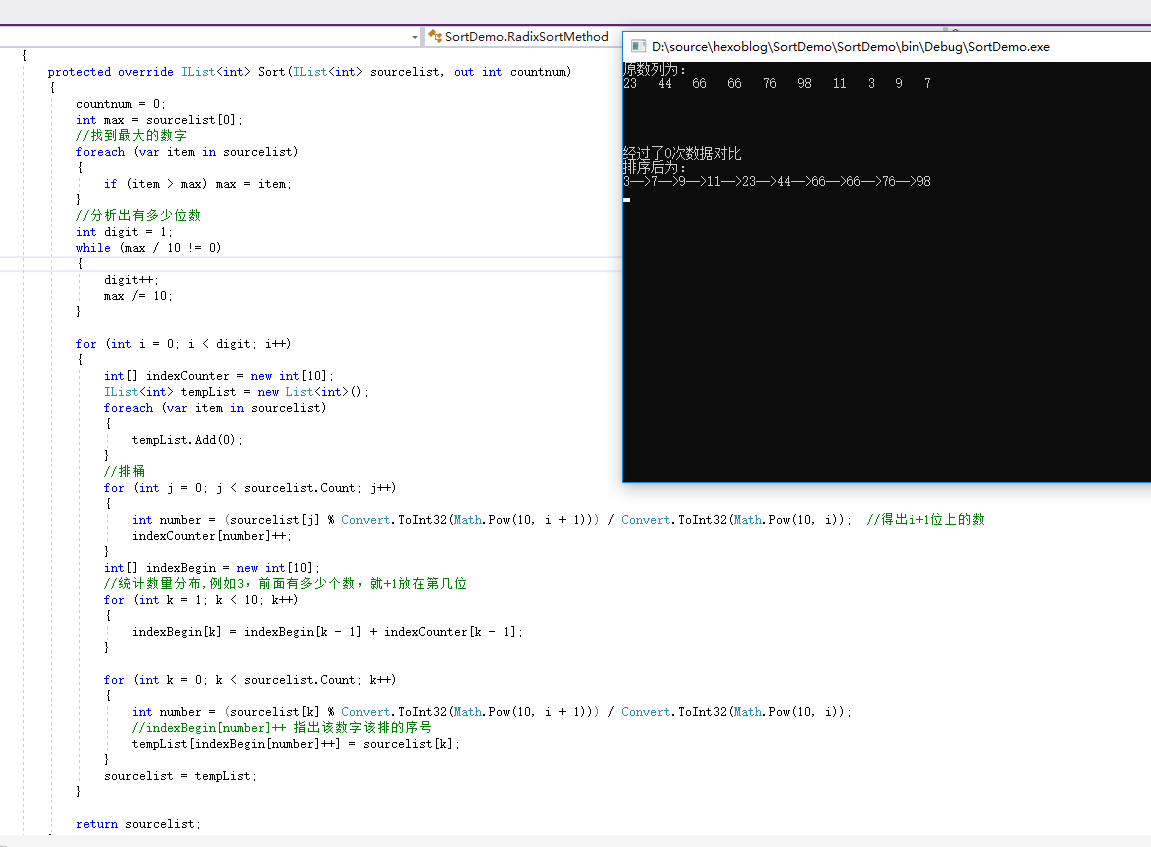 SortDemo.RadixSortMethod
{
protected override IList<int> Sort(IList<int> sourcelist, out int countnum)
{
countnum = 0;
int max = sourcelist[0];
//找到最大的数字
foreach (var item in sourcelist)
{
if (item > max) max = item;
}
//分析出有多少位数
int digit = 1;
while (max / 10 != 0)
{
digit++;
max /= 10;
}
for (int i = 0; i < digit; i++)
{
int[] indexCounter = new int[10];
IList<int> tempList = new List<int>();
foreach (var item in sourcelist)
{
tempList.Add(0);
}
//排桶
for (int j = 0; j < sourcelist.Count; j++)
{
int number = (sourcelist[j] % Convert.ToInt32(Math.Pow(10, i + 1))) / Convert.ToInt32(Math.Pow(10, i)); //得出i+1位上的数
indexCounter[number]++;
}
int[] indexBegin = new int[10];
//统计数量分布,例如3，前面有多少个数，就+1放在第几位
for (int k = 1; k < 10; k++)
{
indexBegin[k] = indexBegin[k - 1] + indexCounter[k - 1];
}
for (int k = 0; k < sourcelist.Count; k++)
{
int number = (sourcelist[k] % Convert.ToInt32(Math.Pow(10, i + 1))) / Convert.ToInt32(Math.Pow(10, i));
//indexBegin[number]++ 指出该数字该排的序号
tempList[indexBegin[number]++] = sourcelist[k];
}
sourcelist = tempList;
}
return sourcelist;
D:\source\hexoblog\SortDemo\SortDemo\bin\Debug\SortDemo.exe
原数列为：
23 44 66 66 76 98 11 3 9 7
经过了0次数据对比
排序后为：
3-->7-->9-->11-->23-->44-->66-->66-->76-->98